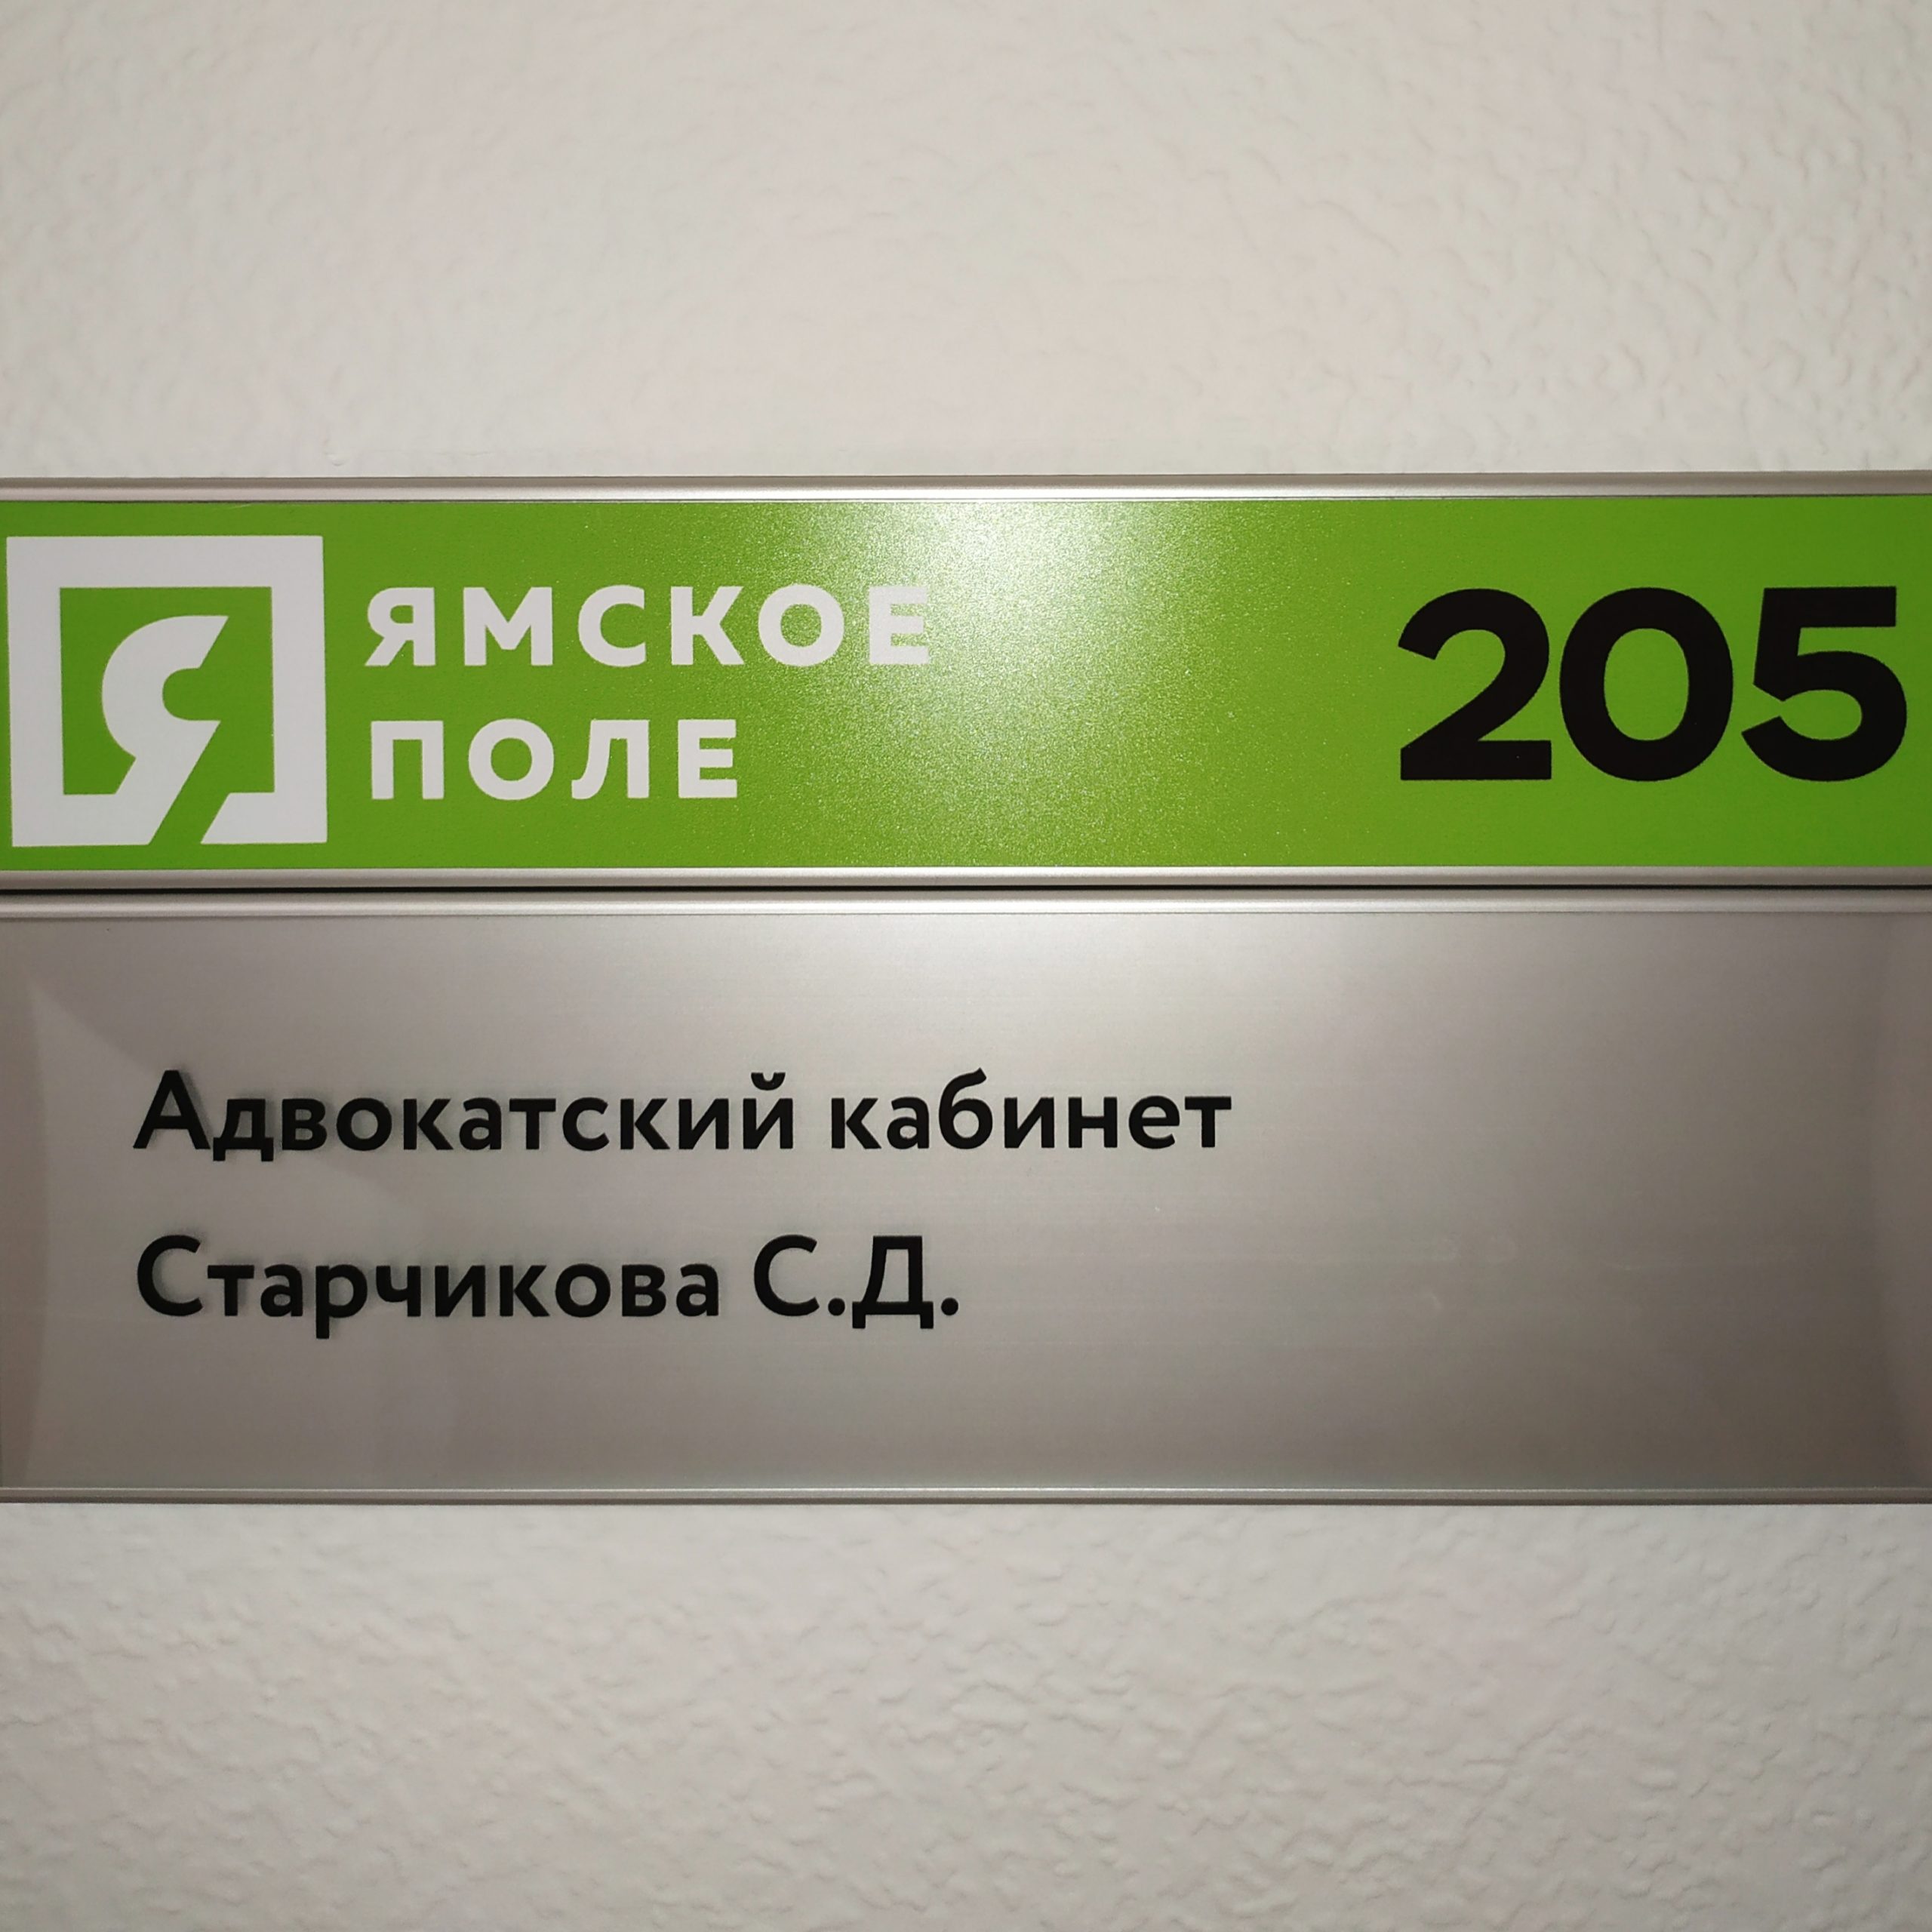 ЯМСКОЕ
ПОЛЕ
205
Адвокатский кабинет
Старчикова С.Д.